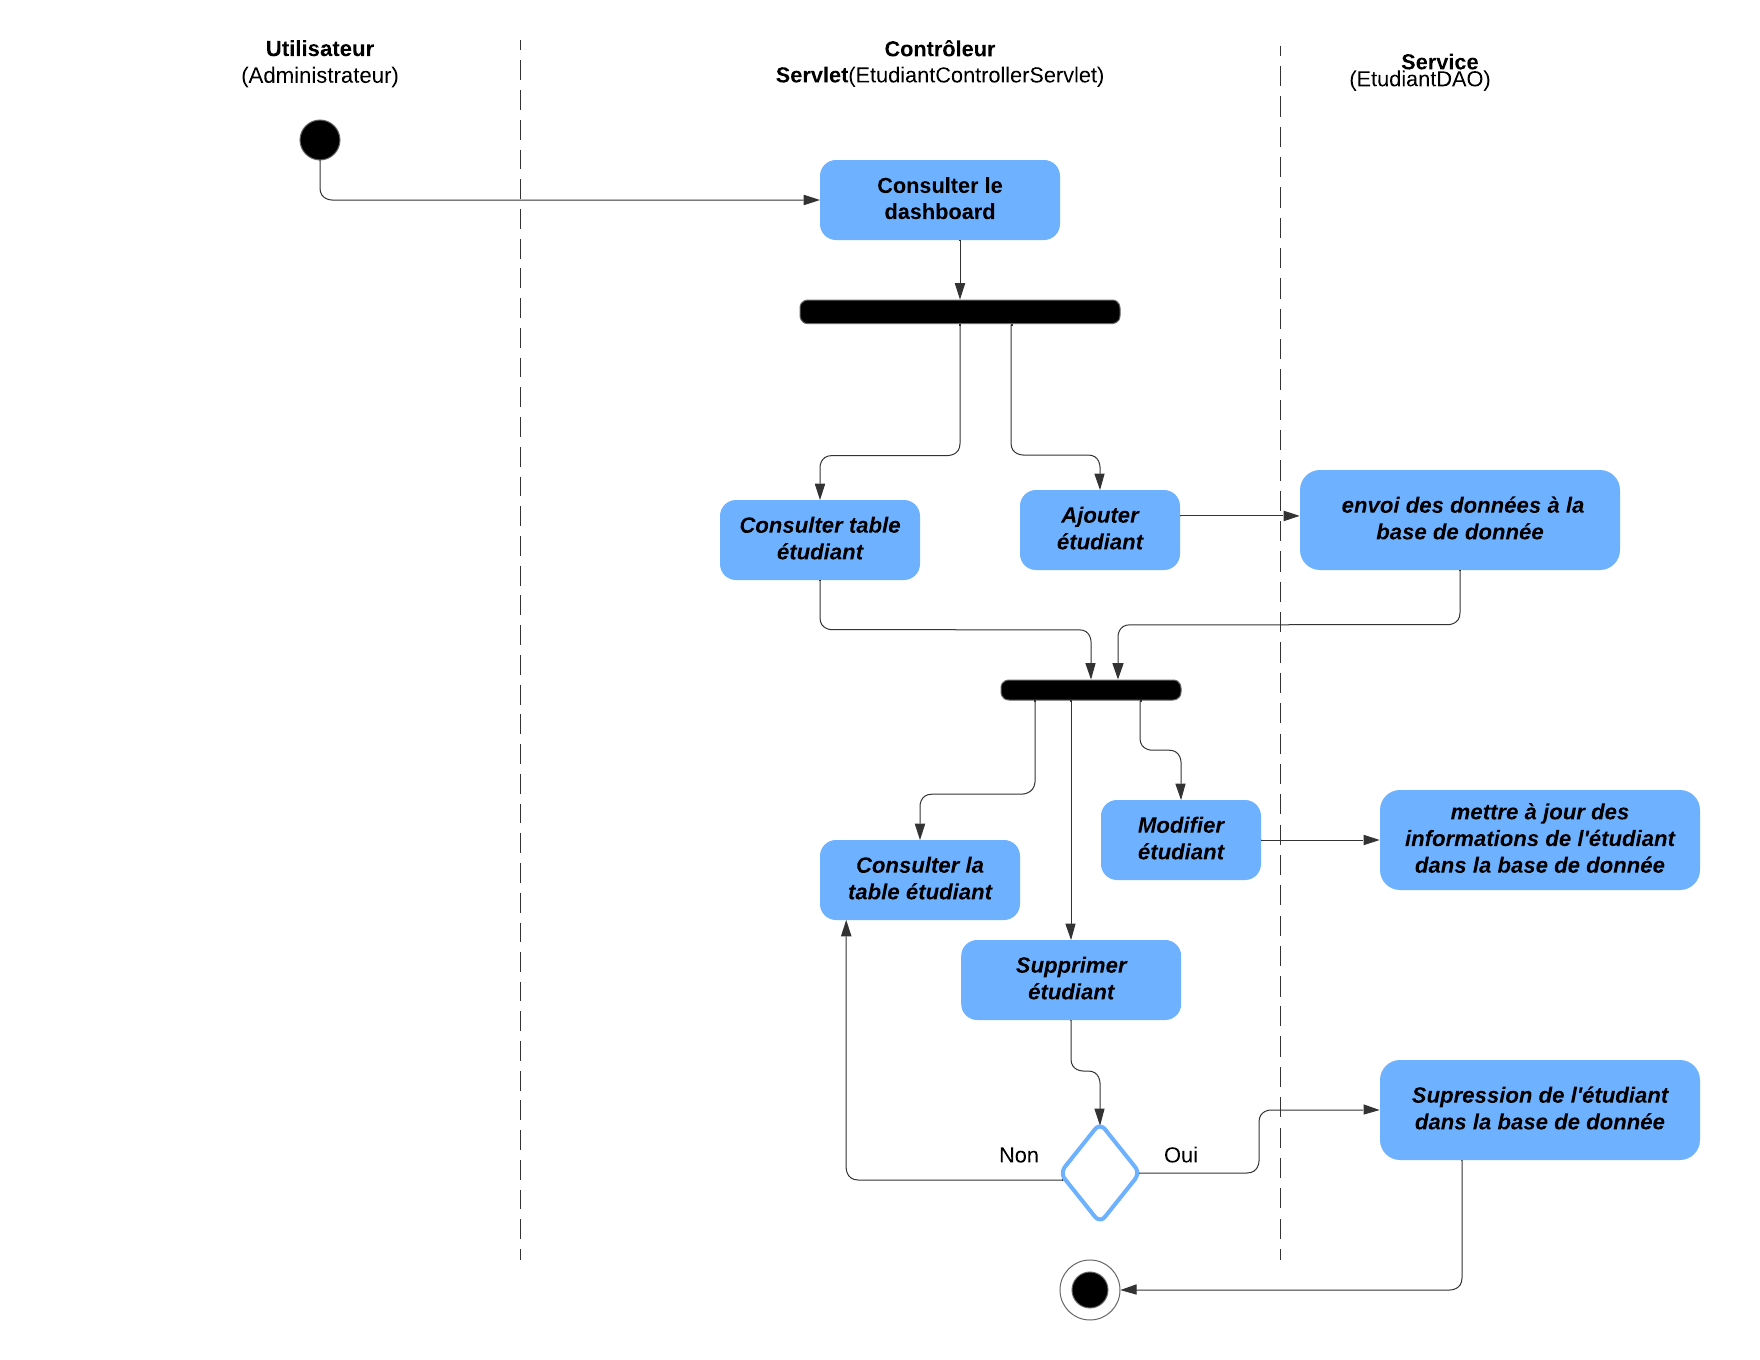 Utilisateur
(Administrateur)
Contrôleur
Servlet(EtudiantControllerServlet)
Service
(EtudiantDAO)
Consulter le
dashboard
Consulter table
étudiant
Ajouter
étudiant
envoi des données à la
base de donnée
Modifier
étudiant
mettre à jour des
informations de l'étudiant
dans la base de donnée
Consulter la
table étudiant
Supprimer
étudiant
Supression de l'étudiant
dans la base de donnée
Non
Oui